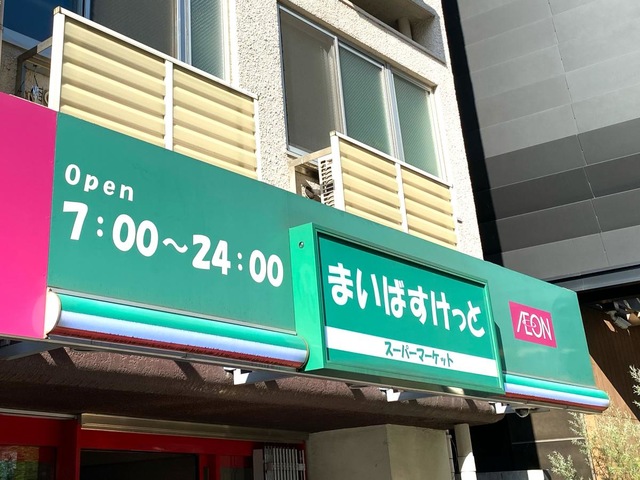 Open
7:00～24:00
まいばすけっと
スーパーマーケット
ÆON